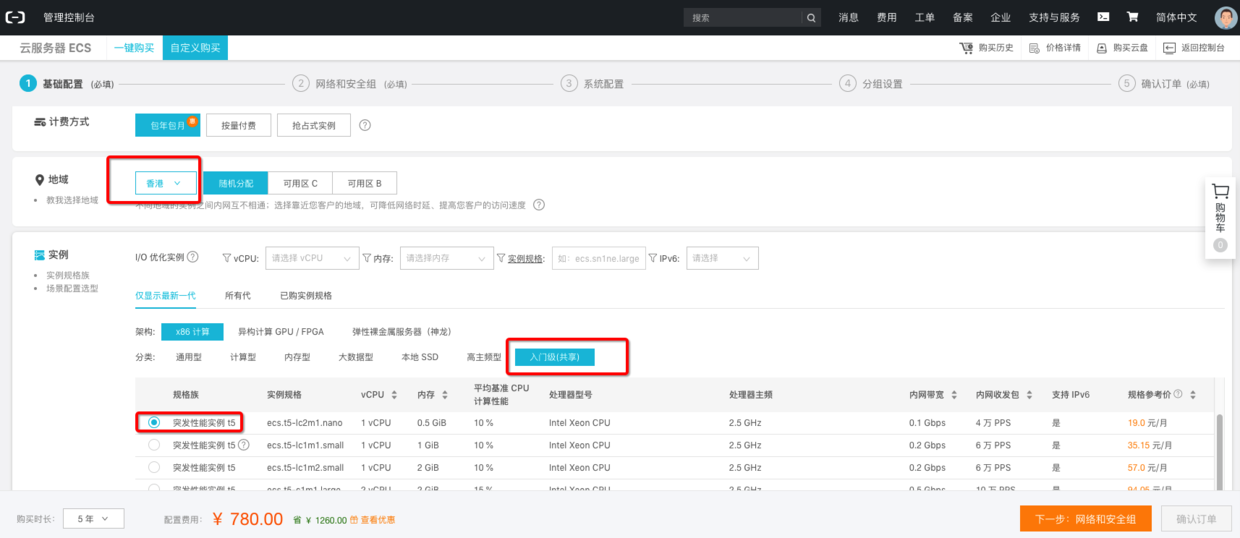 管理控制台 搜索 消息 费用 工单 备案 企业 支持与服务 简体中文
云服务器 ECS 一键购买 自定义购买 购买历史 价格详情 购买云盘 返回控制台
1 基础配置 (必填) 2 网络和安全组 (必填) 3 系统配置 4 分组设置 5 确认订单 (必填)
计费方式 包年包月 按量付费 抢占式实例
地域 香港 随机分配 可用区 C 可用区 B
教我选择地域 不同地域的实例之间内网互不相通；选择靠近您客户的地域，可降低网络时延、提高您客户的访问速度
购物车
0
实例 I/O 优化实例 vCPU: 请选择 vCPU 内存: 请选择内存 实例规格: 如: ecs.sn1ne.large IPv6: 请选择
实例规格族
场景配置选型
仅显示最新一代 所有代 已购实例规格
架构: x86 计算 异构计算 GPU / FPGA 弹性裸金属服务器（神龙）
分类: 通用型 计算型 内存型 大数据型 本地 SSD 高主频型 入门级(共享)
规格族 实例规格 vCPU 内存 平均基准 CPU 计算性能 处理器型号 处理器主频 内网带宽 内网收发包 支持 IPv6 规格参考价
突发性能实例 t5 ecs.t5-lc2m1.nano 1 vCPU 0.5 GiB 10 % Intel Xeon CPU 2.5 GHz 0.1 Gbps 4 万 PPS 是 19.0 元/月
突发性能实例 t5 ecs.t5-lc1m1.small 1 vCPU 1 GiB 10 % Intel Xeon CPU 2.5 GHz 0.2 Gbps 6 万 PPS 是 35.15 元/月
突发性能实例 t5 ecs.t5-lc1m2.small 1 vCPU 2 GiB 10 % Intel Xeon CPU 2.5 GHz 0.2 Gbps 6 万 PPS 是 57.0 元/月
突发性能实例 t5 ecs.t5-c1m1.large 2 vCPU 2 GiB 15 % Intel Xeon CPU 2.5 GHz 0.5 Gbps 10 万 PPS 是 94.05 元/月
购买时长: 5 年 配置费用: ¥ 780.00 省 ¥ 1260.00 查看优惠 下一步：网络和安全组 确认订单